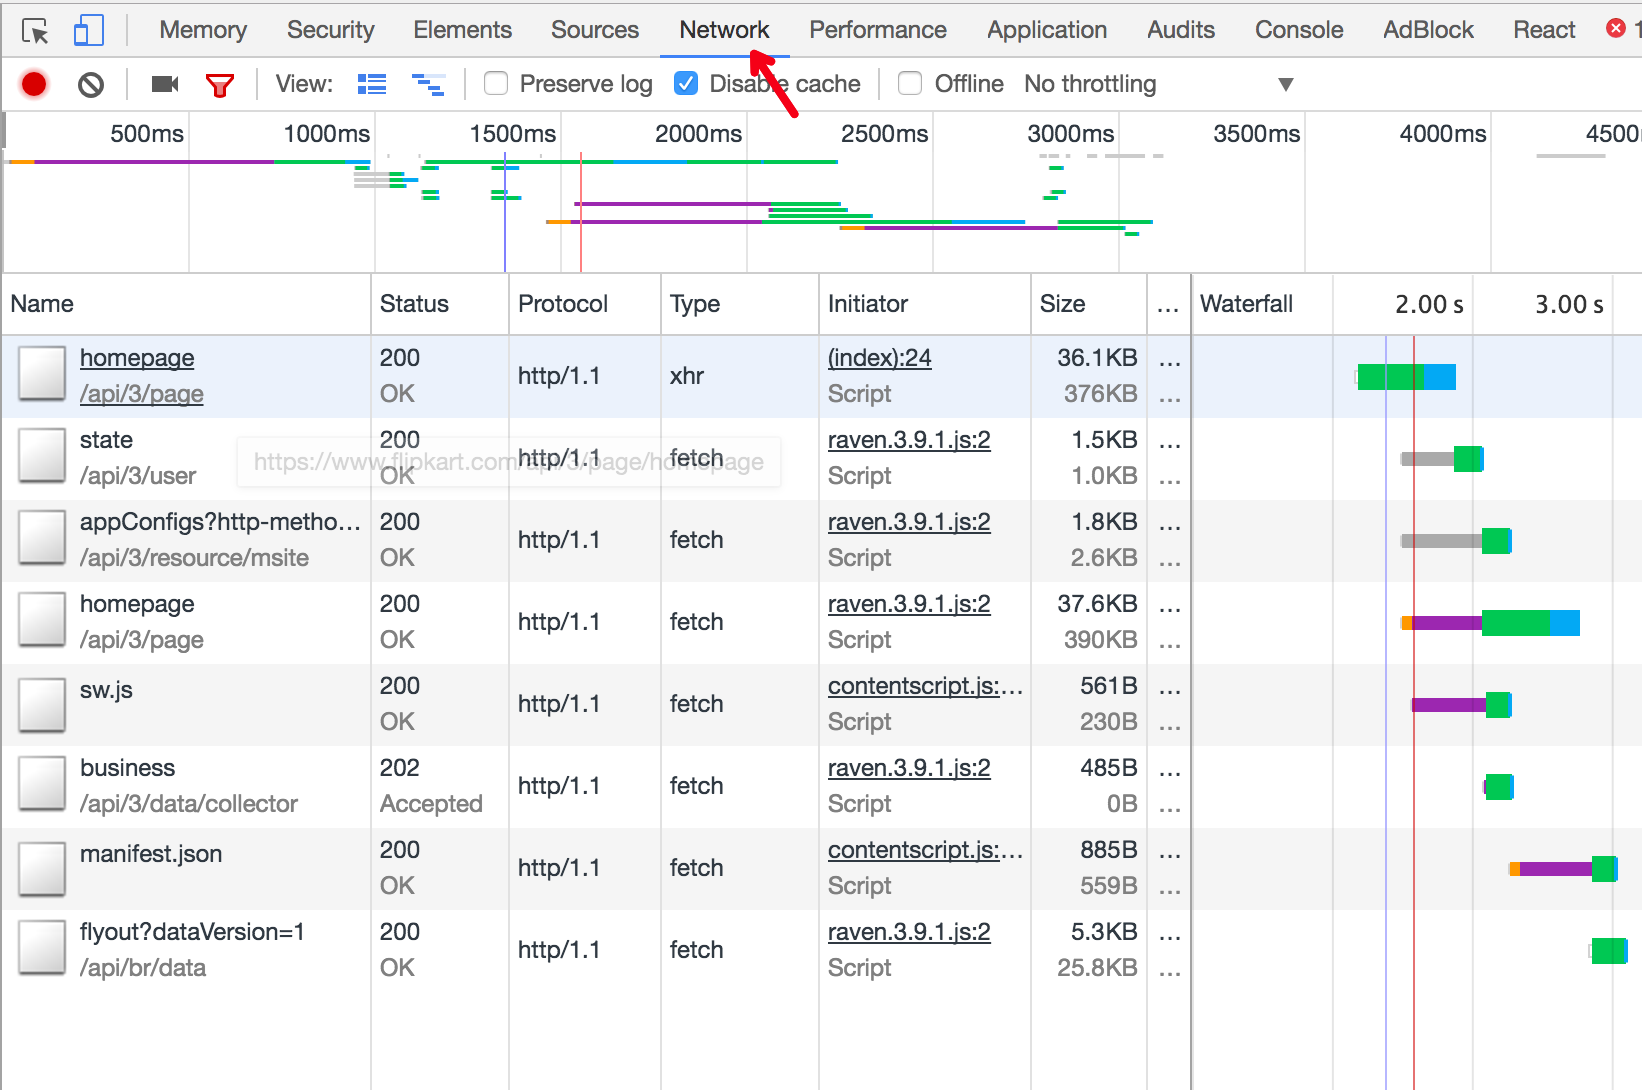 Memory Security Elements Sources Network Performance Application Audits Console AdBlock React 1
View: Preserve log Disable cache Offline No throttling
500ms 1000ms 1500ms 2000ms 2500ms 3000ms 3500ms 4000ms 4500
Name Status Protocol Type Initiator Size ... Waterfall 2.00 s 3.00 s
homepage 200 http/1.1 xhr (index):24 36.1KB ...
/api/3/page OK Script 376KB ...
state 200 http/1.1 fetch raven.3.9.1.js:2 1.5KB ...
/api/3/user OK Script 1.0KB ...
https://www.flipkart.com/api/3/page/homepage
appConfigs?http-metho... 200 http/1.1 fetch raven.3.9.1.js:2 1.8KB ...
/api/3/resource/msite OK Script 2.6KB ...
homepage 200 http/1.1 fetch raven.3.9.1.js:2 37.6KB ...
/api/3/page OK Script 390KB ...
sw.js 200 http/1.1 fetch contentscript.js:... 561B ...
OK Script 230B ...
business 202 http/1.1 fetch raven.3.9.1.js:2 485B ...
/api/3/data/collector Accepted Script 0B ...
manifest.json 200 http/1.1 fetch contentscript.js:... 885B ...
OK Script 559B ...
flyout?dataVersion=1 200 http/1.1 fetch raven.3.9.1.js:2 5.3KB ...
/api/br/data OK Script 25.8KB ...